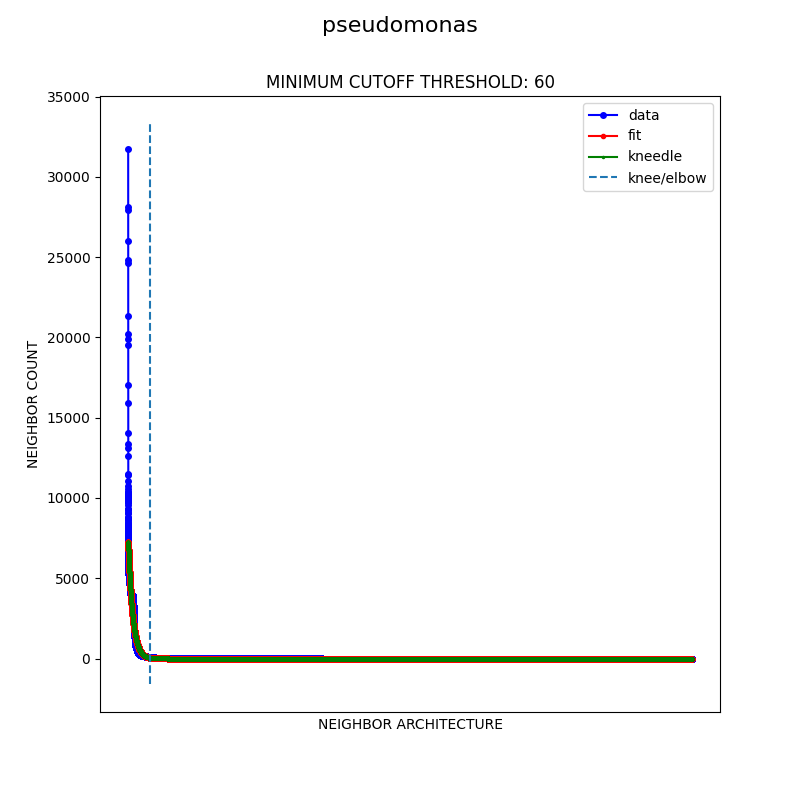 pseudomonas
MINIMUM CUTOFF THRESHOLD: 60
35000
30000
25000
20000
15000
10000
5000
0
NEIGHBOR COUNT
data
fit
kneedle
knee/elbow
NEIGHBOR ARCHITECTURE